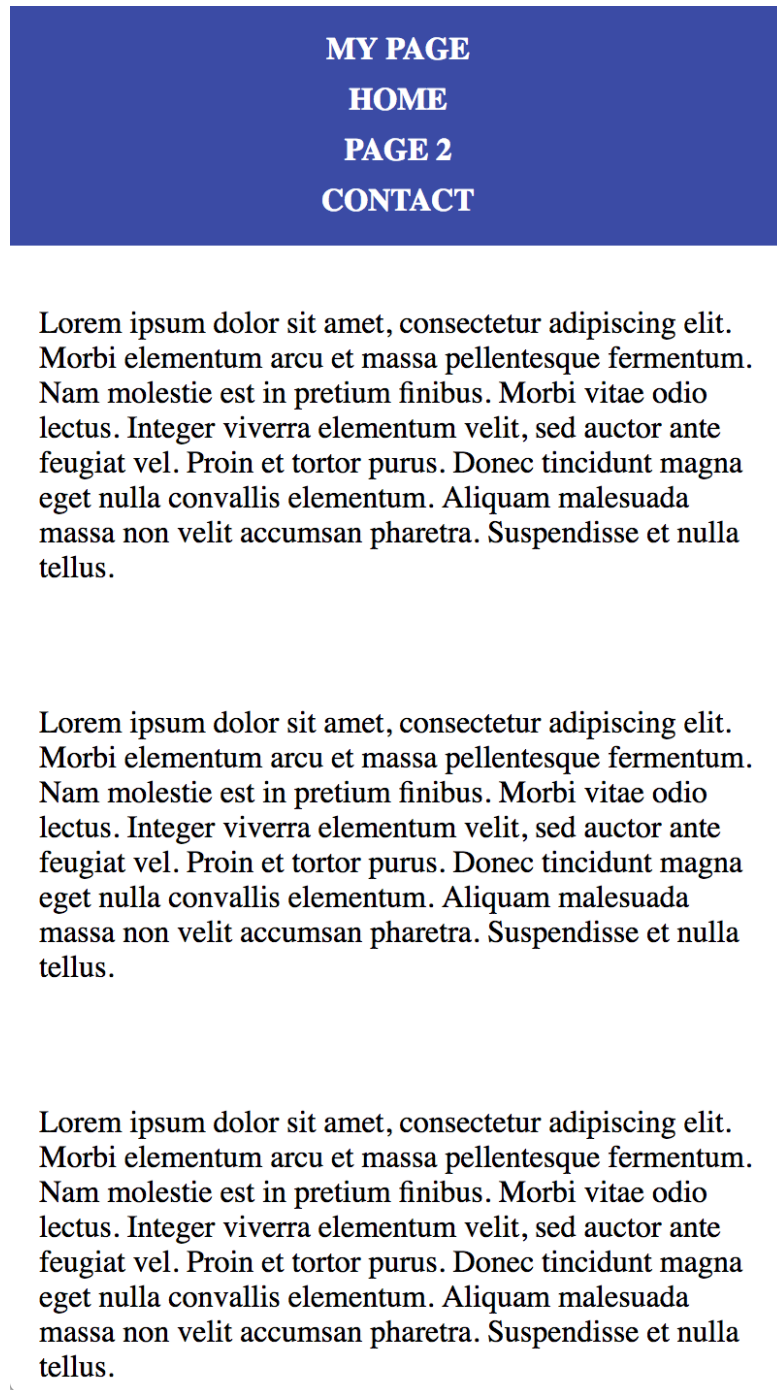 MY PAGE
HOME
PAGE 2
CONTACT
Lorem ipsum dolor sit amet, consectetur adipiscing elit.
Morbi elementum arcu et massa pellentesque fermentum.
Nam molestie est in pretium finibus. Morbi vitae odio
lectus. Integer viverra elementum velit, sed auctor ante
feugiat vel. Proin et tortor purus. Donec tincidunt magna
eget nulla convallis elementum. Aliquam malesuada
massa non velit accumsan pharetra. Suspendisse et nulla
tellus.
Lorem ipsum dolor sit amet, consectetur adipiscing elit.
Morbi elementum arcu et massa pellentesque fermentum.
Nam molestie est in pretium finibus. Morbi vitae odio
lectus. Integer viverra elementum velit, sed auctor ante
feugiat vel. Proin et tortor purus. Donec tincidunt magna
eget nulla convallis elementum. Aliquam malesuada
massa non velit accumsan pharetra. Suspendisse et nulla
tellus.
Lorem ipsum dolor sit amet, consectetur adipiscing elit.
Morbi elementum arcu et massa pellentesque fermentum.
Nam molestie est in pretium finibus. Morbi vitae odio
lectus. Integer viverra elementum velit, sed auctor ante
feugiat vel. Proin et tortor purus. Donec tincidunt magna
eget nulla convallis elementum. Aliquam malesuada
massa non velit accumsan pharetra. Suspendisse et nulla
tellus.